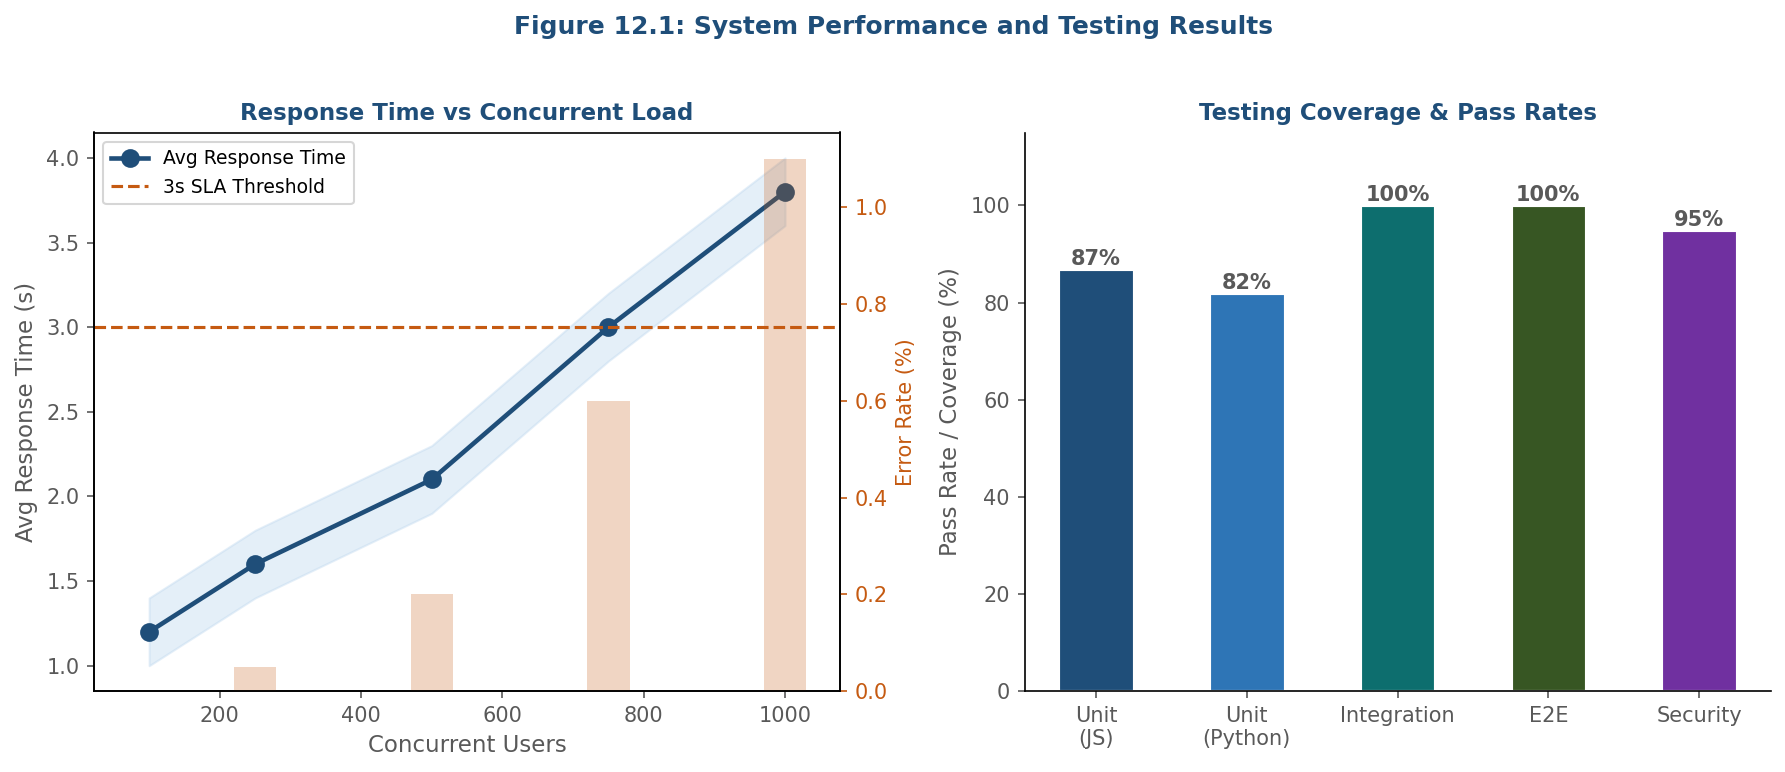 Figure 12.1: System Performance and Testing Results
Response Time vs Concurrent Load
Avg Response Time
3s SLA Threshold
Avg Response Time (s)
4.0
3.5
3.0
2.5
2.0
1.5
1.0
200
400
600
800
1000
Concurrent Users
1.0
0.8
0.6
0.4
0.2
0.0
Error Rate (%)
Testing Coverage & Pass Rates
Pass Rate / Coverage (%)
100
80
60
40
20
0
87%
82%
100%
100%
95%
Unit
(JS)
Unit
(Python)
Integration
E2E
Security